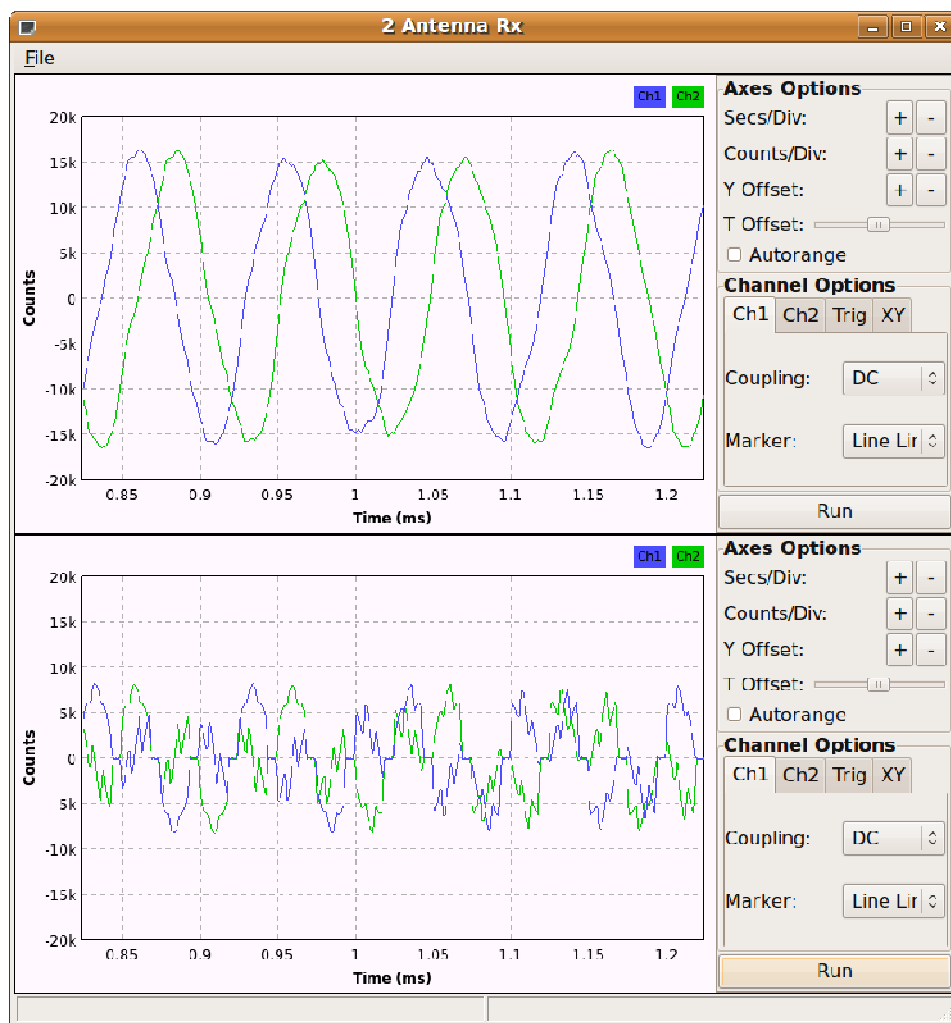 2 Antenna Rx
File
Ch1 Ch2
20k
15k
10k
5k
0
-5k
-10k
-15k
-20k
Counts
0.85 0.9 0.95 1 1.05 1.1 1.15 1.2
Time (ms)
Axes Options
Secs/Div: + -
Counts/Div: + -
Y Offset: + -
T Offset:
Autorange
Channel Options
Ch1 Ch2 Trig XY
Coupling: DC
Marker: Line Lir
Run
Ch1 Ch2
20k
15k
10k
5k
0
5k
-10k
-15k
-20k
Counts
0.85 0.9 0.95 1 1.05 1.1 1.15 1.2
Time (ms)
Axes Options
Secs/Div: + -
Counts/Div: + -
Y Offset: + -
T Offset:
Autorange
Channel Options
Ch1 Ch2 Trig XY
Coupling: DC
Marker: Line Lir
Run